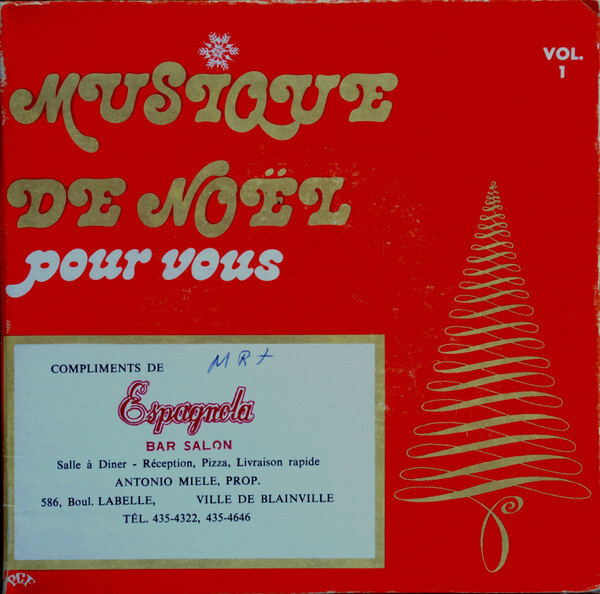 VOL.
1
MUSIQUE
DE NOËL
pour vous
COMPLIMENTS DE
Espagnola
BAR SALON
Salle à Diner - Réception, Pizza, Livraison rapide
ANTONIO MIELE, PROP.
586, Boul. LABELLE, VILLE DE BLAINVILLE
TÉL. 435-4322, 435-4646